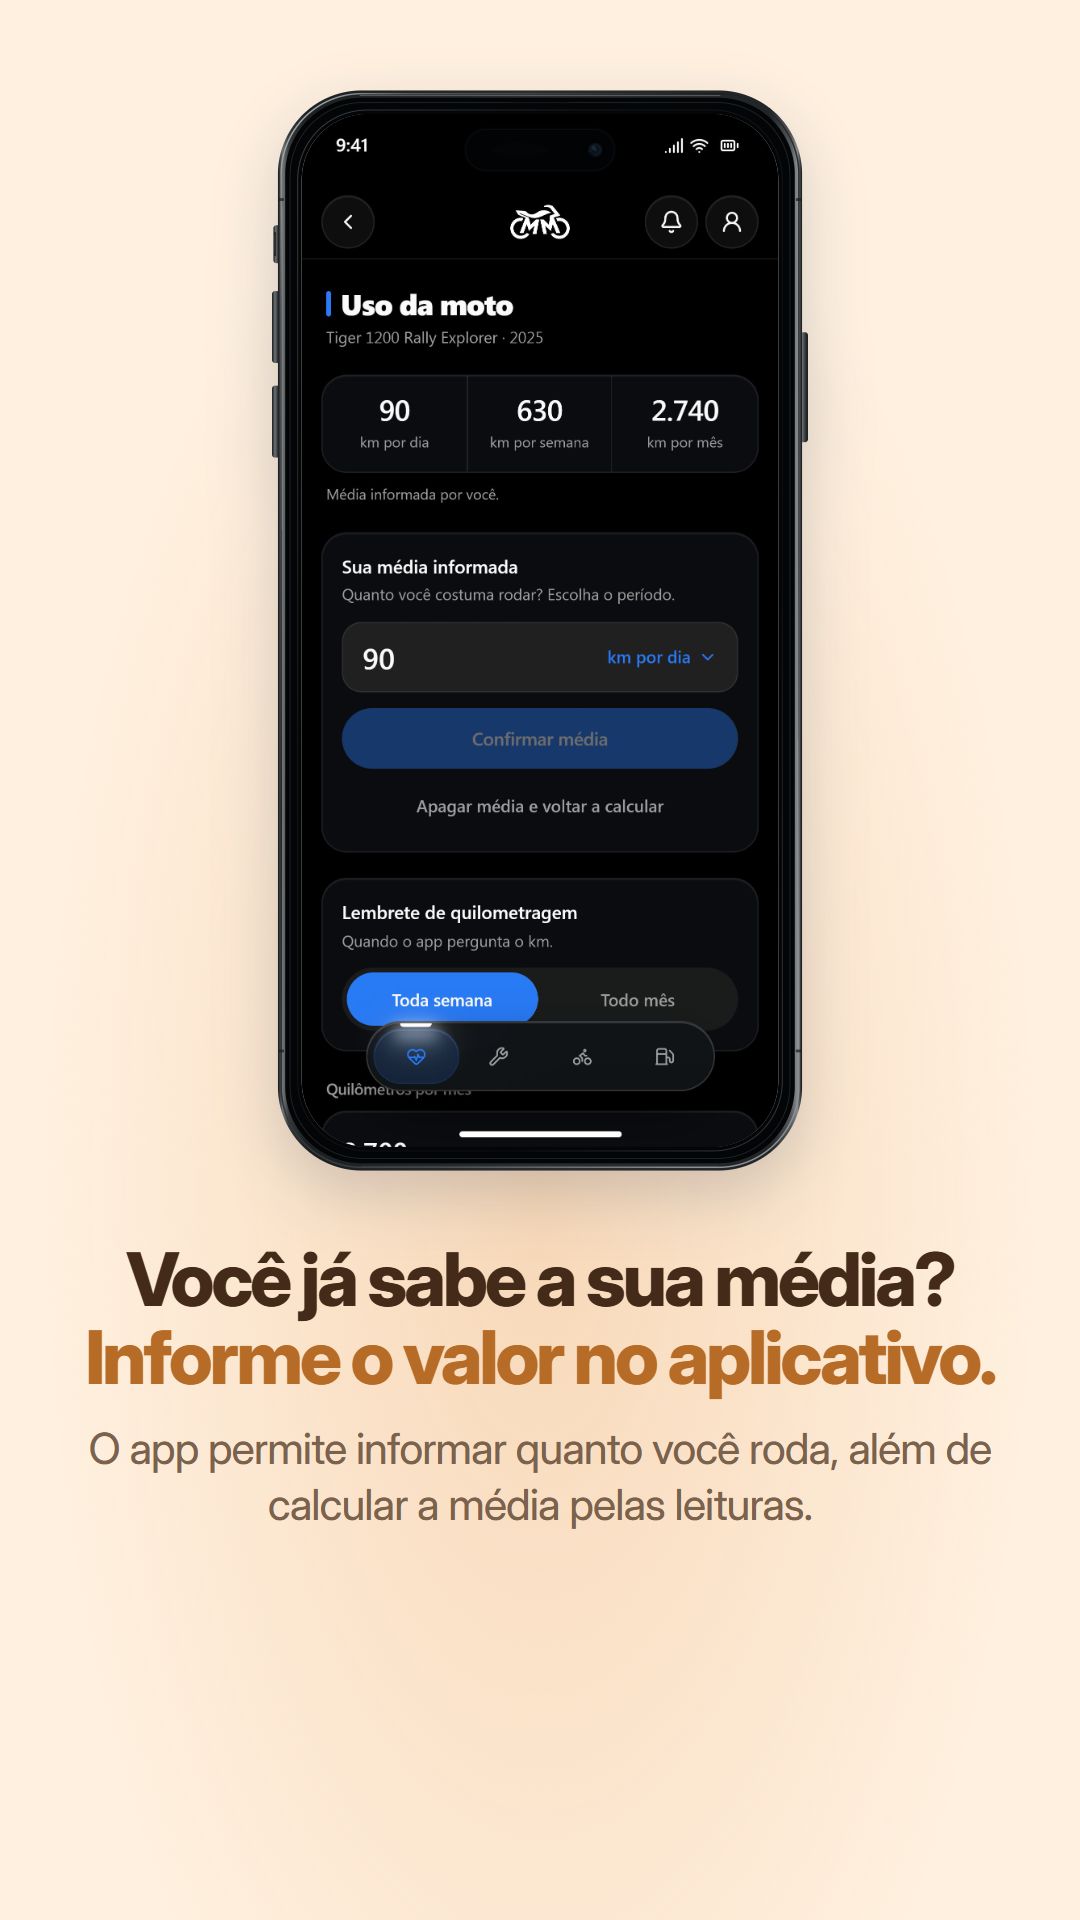 9:41
MM
Uso da moto
Tiger 1200 Rally Explorer · 2025
90
630
2.740
km por dia
km por semana
km por mês
Média informada por você.
Sua média informada
Quanto você costuma rodar? Escolha o período.
90
km por dia
Confirmar média
Apagar média e voltar a calcular
Lembrete de quilometragem
Quando o app pergunta o km.
Toda semana
Todo mês
Quilômetros por mês
Você já sabe a sua média?
Informe o valor no aplicativo.
O app permite informar quanto você roda, além de
calcular a média pelas leituras.